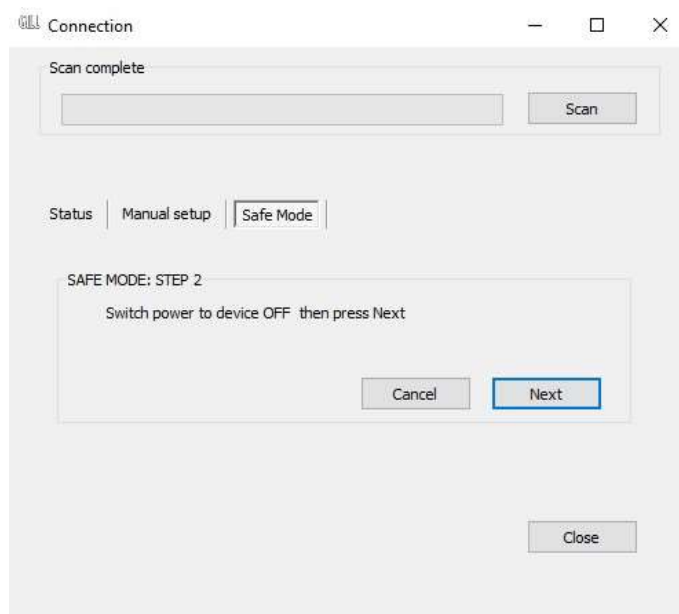 GILL Connection
Scan complete
Scan
Status Manual setup Safe Mode
SAFE MODE: STEP 2
Switch power to device OFF then press Next
Cancel Next
Close